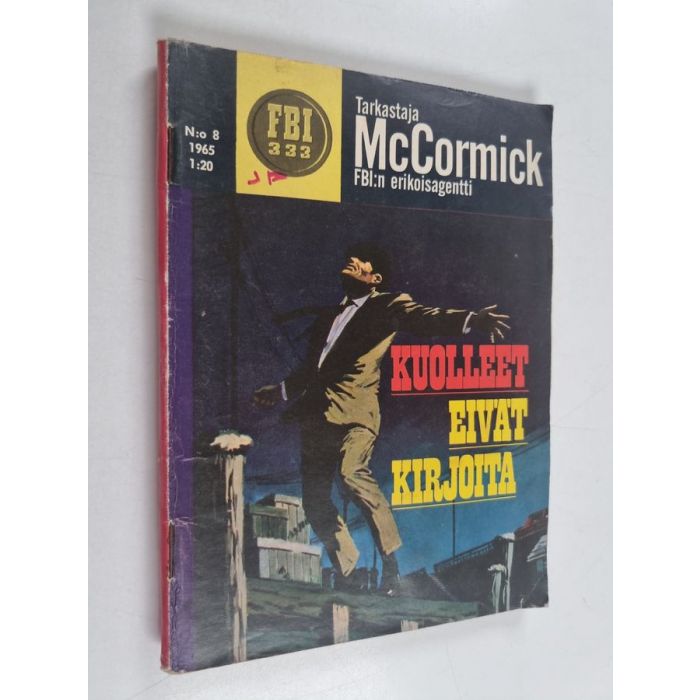 N:o 8
1965
1:20
FBI
333
Tarkastaja
McCormick
FBI:n erikoisagentti
KUOLLEET
EIVÄT
KIRJOITA